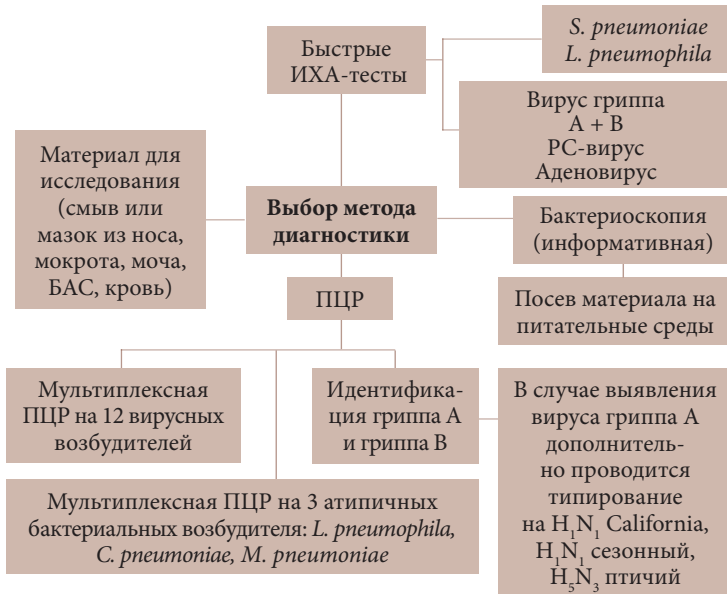 Быстрые
ИХА-тесты
S. pneumoniae
L. pneumophila
Вирус гриппа
А + В
РС-вирус
Аденовирус
Материал для
исследования
(смыв или
мазок из носа,
мокрота, моча,
БАС, кровь)
Выбор метода
диагностики
Бактериоскопия
(информативная)
Посев материала на
питательные среды
ПЦР
Мультиплексная
ПЦР на 12 вирусных
возбудителей
Идентифика-
ция гриппа А
и гриппа В
В случае выявления
вируса гриппа А
дополнитель-
но проводится
типирование
на H₁N₁ California,
H₁N₁ сезонный,
H₅N₃ птичий
Мультиплексная ПЦР на 3 атипичных
бактериальных возбудителя: L. pneumophila,
C. pneumoniae, M. pneumoniae